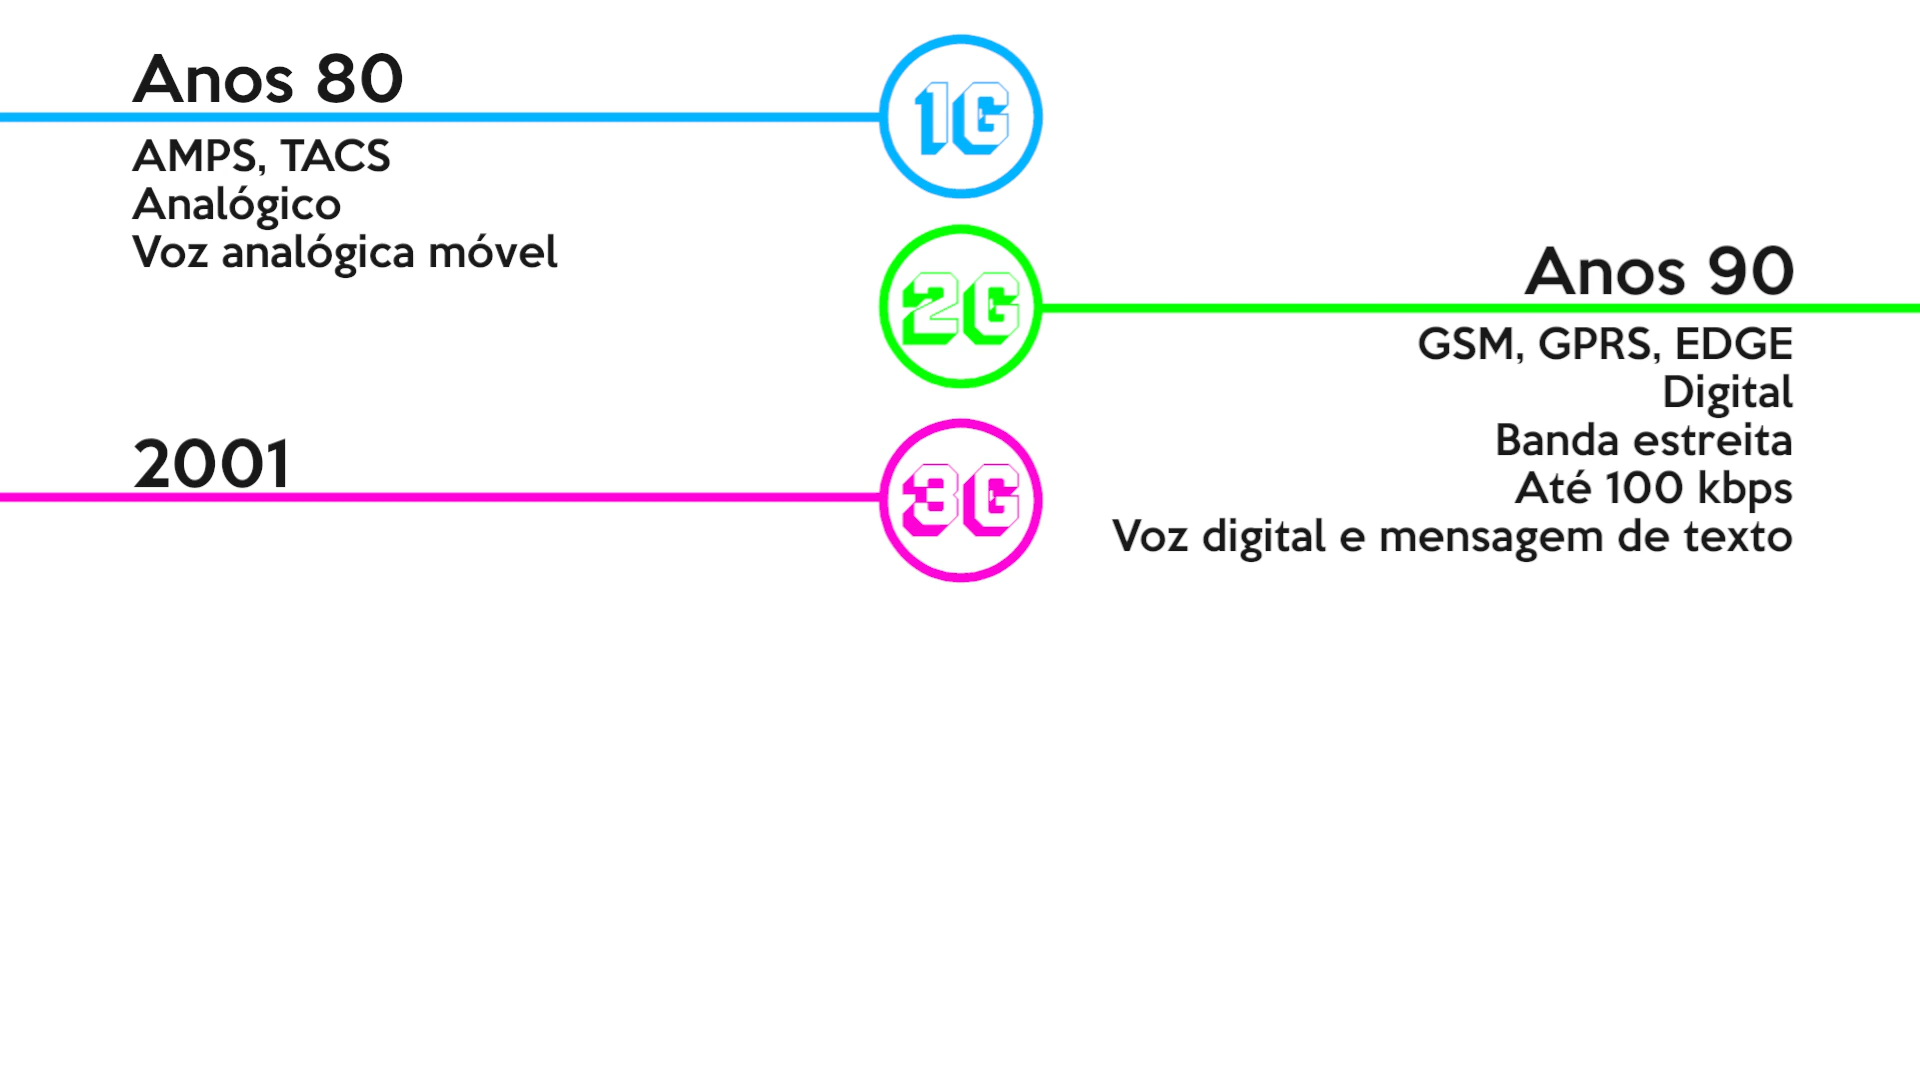 Anos 80
1G
AMPS, TACS
Analógico
Voz analógica móvel
Anos 90
2G
GSM, GPRS, EDGE
Digital
Banda estreita
Até 100 kbps
Voz digital e mensagem de texto
2001
3G